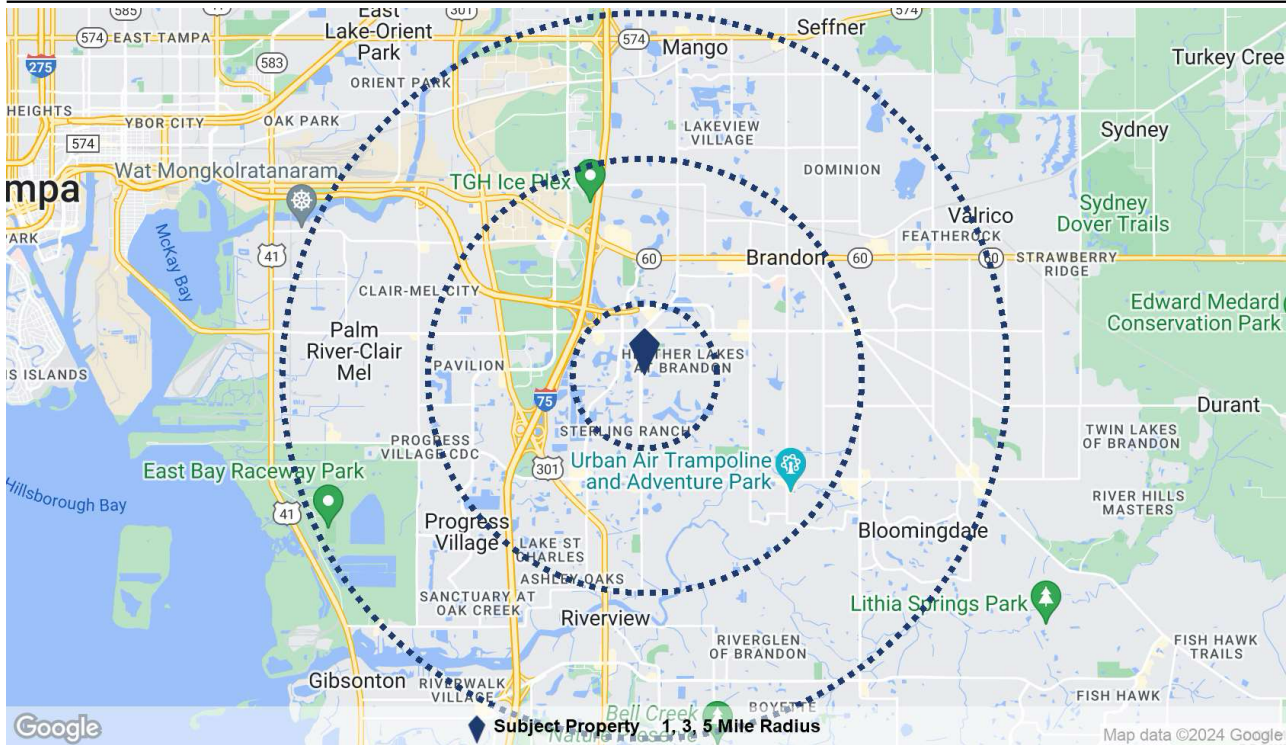 585
East
Lake-Orient
Park
301
574
Seffner
574
EAST TAMPA
574
Mango
275
583
Turkey Cree
ORIENT PARK
HEIGHTS
YBOR CITY
OAK PARK
LAKEVIEW
VILLAGE
Sydney
574
Wat Mongkolratanaram
TGH Ice Plex
DOMINION
mpa
Valrico
Sydney
Dover Trails
PARK
McKay Bay
FEATHEROCK
41
60
Brandon
60
60
STRAWBERRY
RIDGE
CLAIR-MEL CITY
Edward Medard
Conservation Park
Palm
River-Clair
Mel
PAVILION
HEATHER LAKES
AT BRANDON
IS ISLANDS
75
Durant
STERLING RANCH
TWIN LAKES
OF BRANDON
PROGRESS
VILLAGE CDC
East Bay Raceway Park
301
Urban Air Trampoline
and Adventure Park
Hillsborough Bay
41
RIVER HILLS
MASTERS
Progress
Village
Bloomingdale
LAKE ST
CHARLES
ASHLEY OAKS
SANCTUARY AT
OAK CREEK
Lithia Springs Park
Riverview
RIVERGLEN
OF BRANDON
FISH HAWK
TRAILS
Gibsonton
RIVERWALK
VILLAGE
FISH HAWK
BOYETTE
Bell Creek
Nature Preserve
Google
Subject Property 1, 3, 5 Mile Radius
Map data ©2024 Google